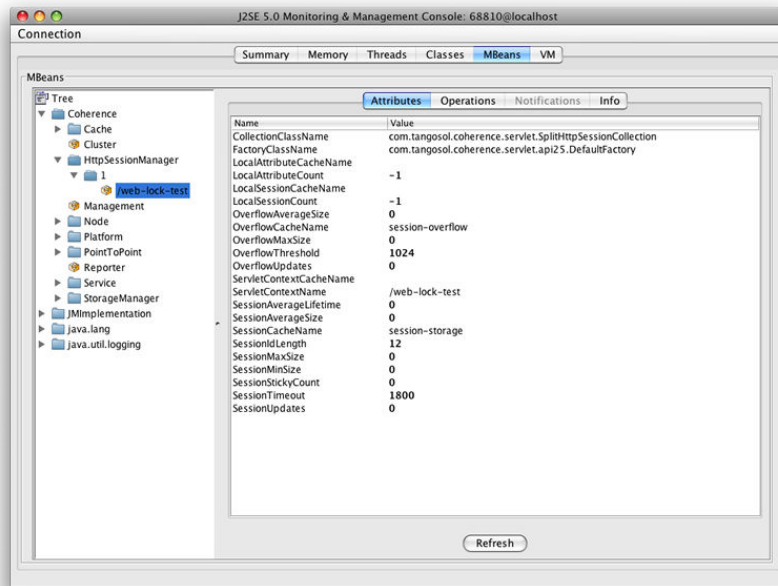 J2SE 5.0 Monitoring & Management Console: 68810@localhost
Connection
Summary Memory Threads Classes MBeans VM
MBeans
Tree
Coherence
Cache
Cluster
HttpSessionManager
1
/web-lock-test
Management
Node
Platform
PointToPoint
Reporter
Service
StorageManager
JMImplementation
java.lang
java.util.logging
Attributes Operations Notifications Info
Name Value
CollectionClassName com.tangosol.coherence.servlet.SplitHttpSessionCollection
FactoryClassName com.tangosol.coherence.servlet.api25.DefaultFactory
LocalAttributeCacheName
LocalAttributeCount -1
LocalSessionCacheName
LocalSessionCount -1
OverflowAverageSize 0
OverflowCacheName session-overflow
OverflowMaxSize 0
OverflowThreshold 1024
OverflowUpdates 0
ServletContextCacheName
ServletContextName /web-lock-test
SessionAverageLifetime 0
SessionAverageSize 0
SessionCacheName session-storage
SessionIdLength 12
SessionMaxSize 0
SessionMinSize 0
SessionStickyCount 0
SessionTimeout 1800
SessionUpdates 0
Refresh